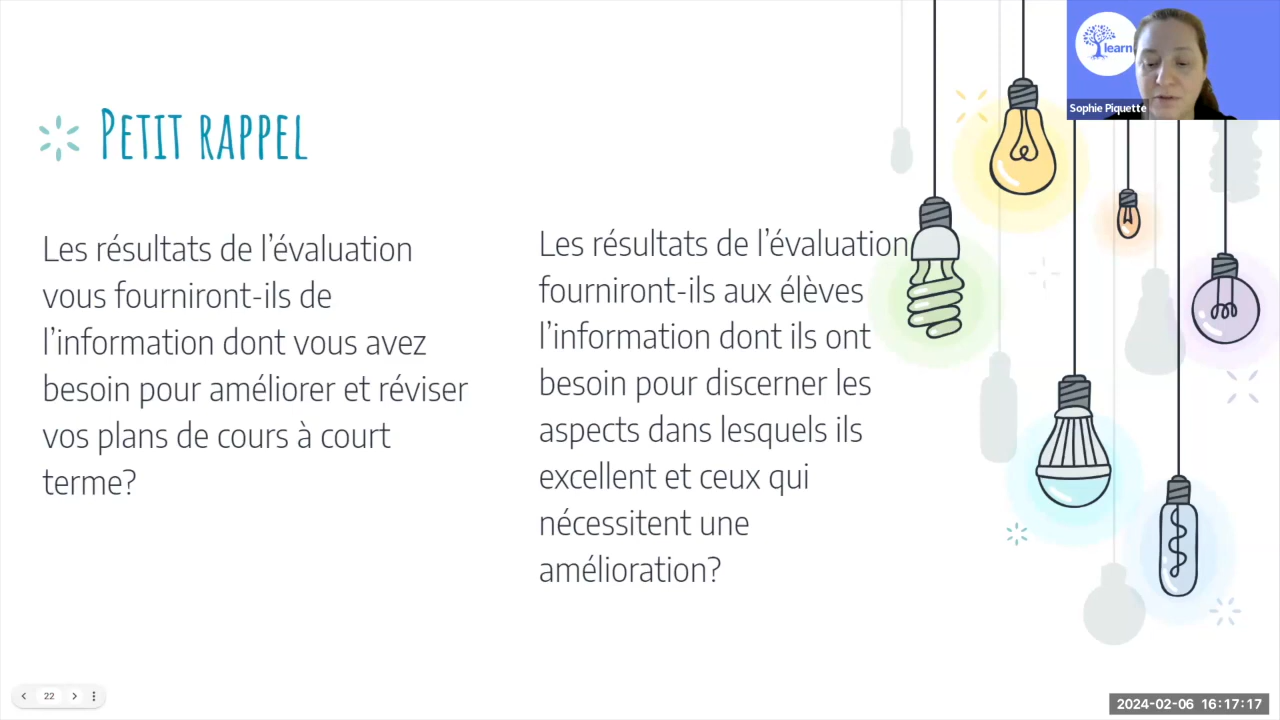 Petit rappel
Les résultats de l'évaluation
vous fourniront-ils de
l'information dont vous avez
besoin pour améliorer et réviser
vos plans de cours à court
terme?
Les résultats de l'évaluation
fourniront-ils aux élèves
l'information dont ils ont
besoin pour discerner les
aspects dans lesquels ils
excellent et ceux qui
nécessitent une
amélioration?
learn
Sophie Piquette
22
2024-02-06 16:17:17